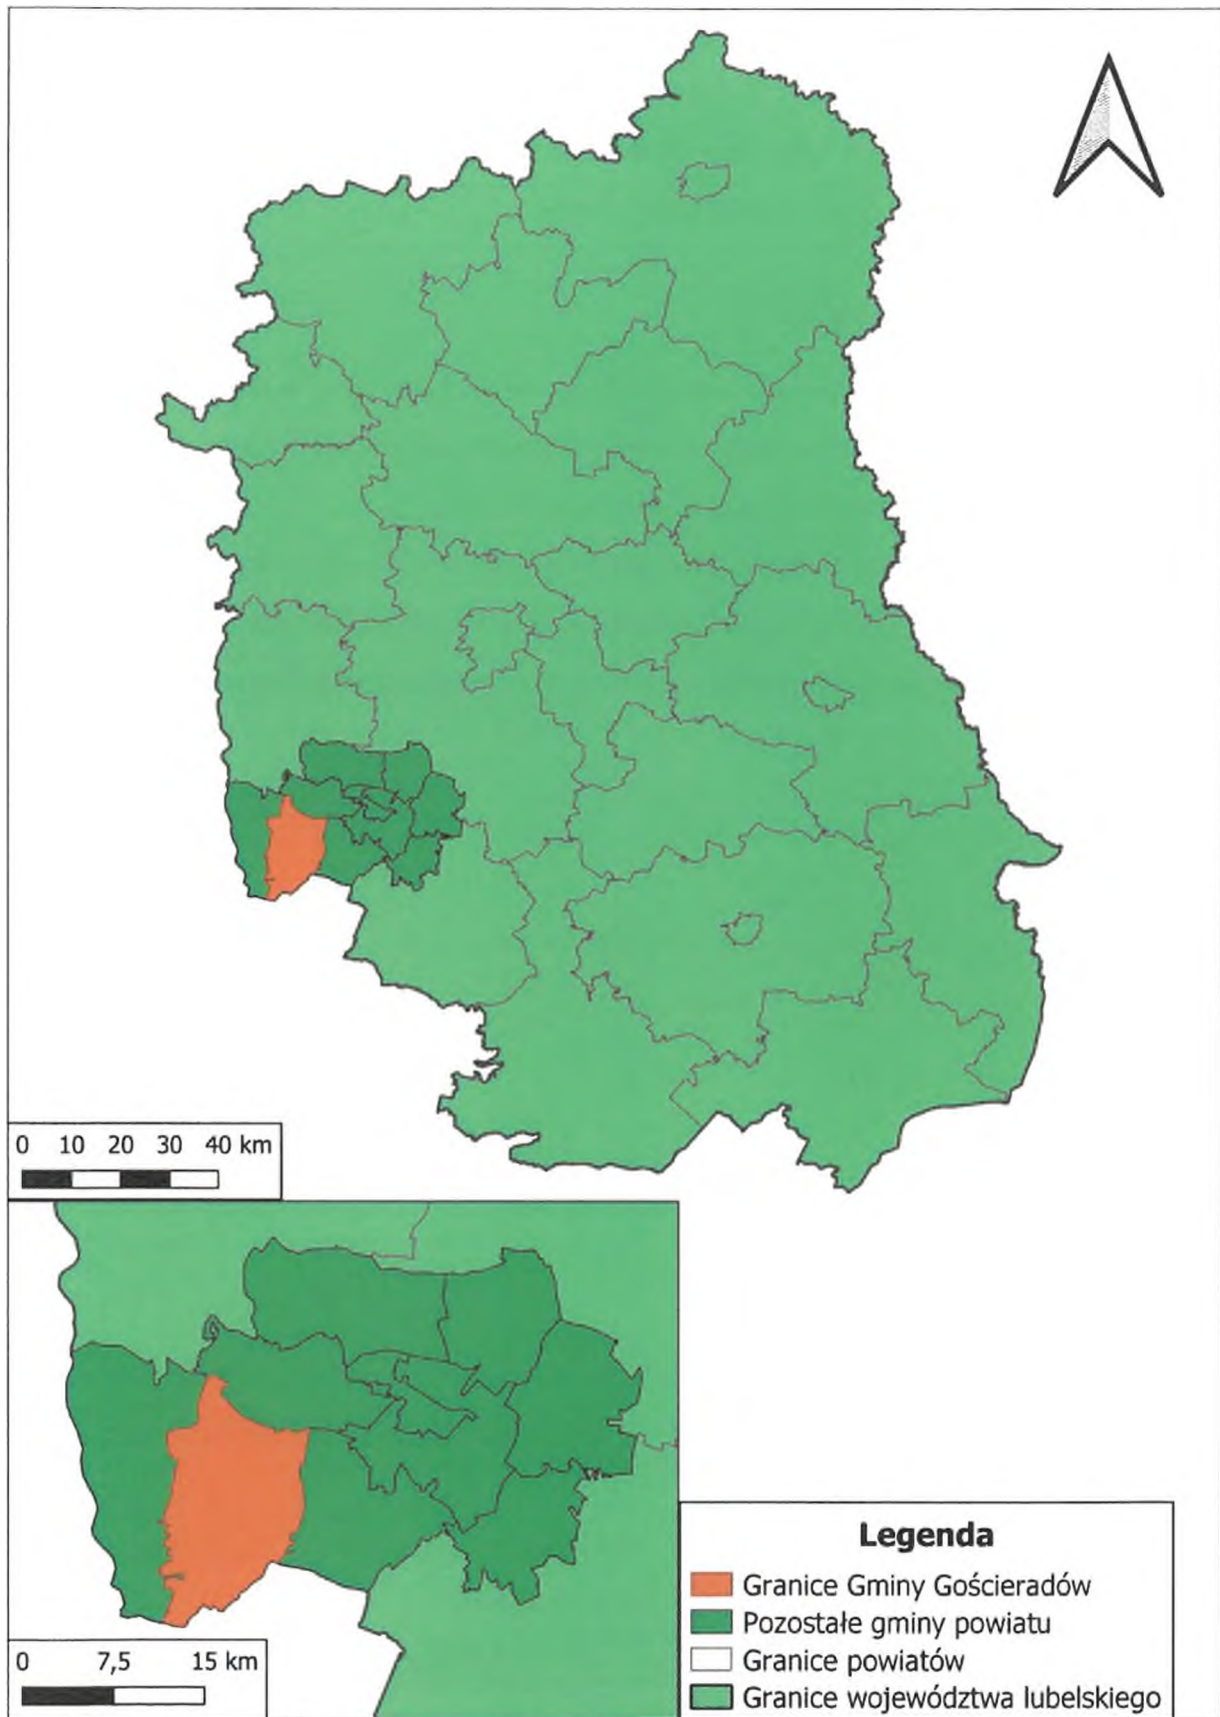 0 10 20 30 40 km
0 7,5 15 km
Legenda
Granice Gminy Gościeradów
Pozostałe gminy powiatu
Granice powiatów
Granice województwa lubelskiego